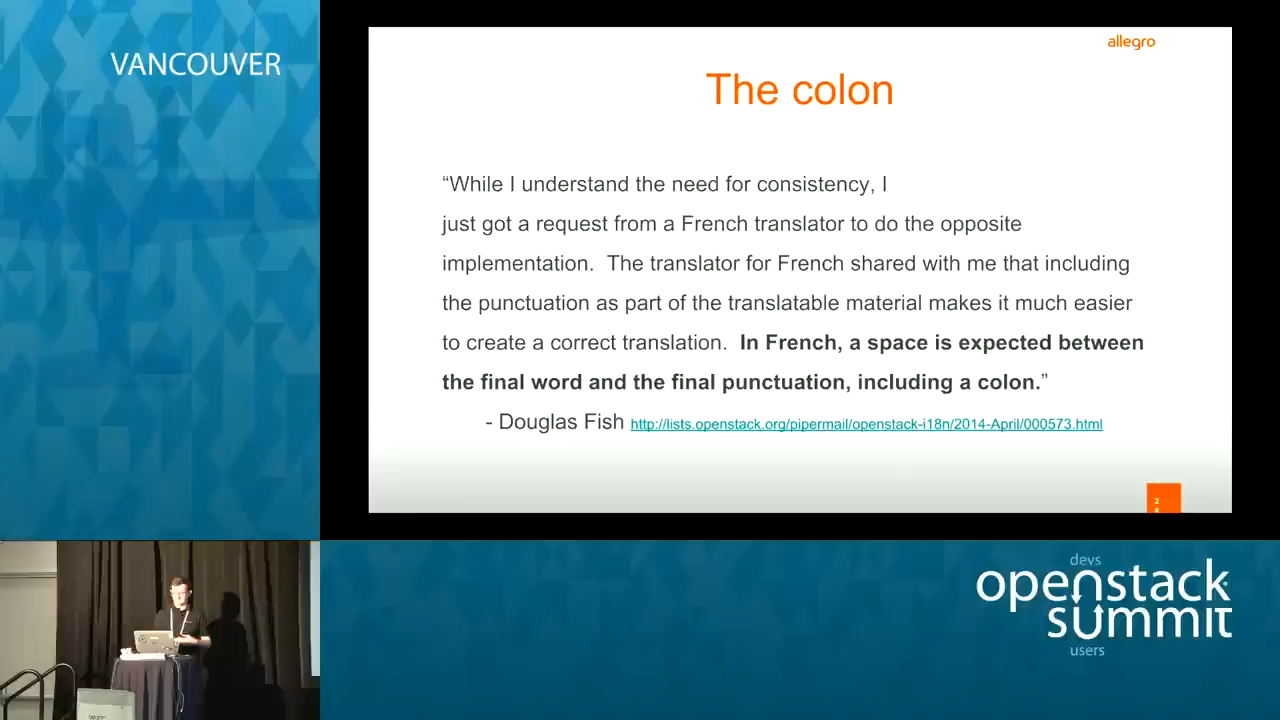 VANCOUVER
allegro
The colon
“While I understand the need for consistency, I
just got a request from a French translator to do the opposite
implementation.  The translator for French shared with me that including
the punctuation as part of the translatable material makes it much easier
to create a correct translation.  In French, a space is expected between
the final word and the final punctuation, including a colon.”
- Douglas Fish http://lists.openstack.org/pipermail/openstack-i18n/2014-April/000573.html
2
8
devs
openstack
summit
users